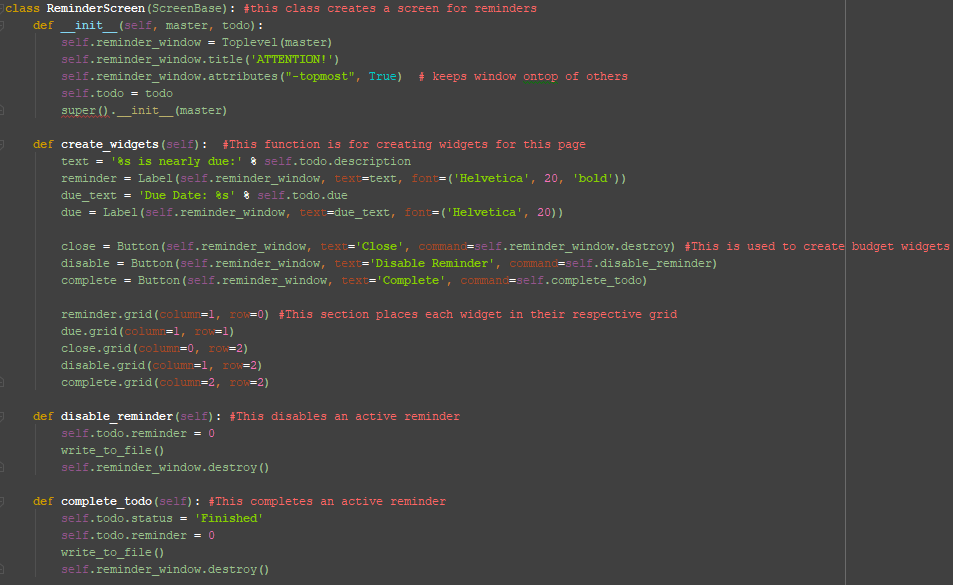 class ReminderScreen(ScreenBase): #this class creates a screen for reminders
    def __init__(self, master, todo):
        self.reminder_window = Toplevel(master)
        self.reminder_window.title('ATTENTION!')
        self.reminder_window.attributes("-topmost", True)  # keeps window ontop of others
        self.todo = todo
        super().__init__(master)

    def create_widgets(self):  #This function is for creating widgets for this page
        text = '%s is nearly due:' % self.todo.description
        reminder = Label(self.reminder_window, text=text, font=('Helvetica', 20, 'bold'))
        due_text = 'Due Date: %s' % self.todo.due
        due = Label(self.reminder_window, text=due_text, font=('Helvetica', 20))

        close = Button(self.reminder_window, text='Close', command=self.reminder_window.destroy) #This is used to create budget widgets
        disable = Button(self.reminder_window, text='Disable Reminder', command=self.disable_reminder)
        complete = Button(self.reminder_window, text='Complete', command=self.complete_todo)

        reminder.grid(column=1, row=0) #This section places each widget in their respective grid
        due.grid(column=1, row=1)
        close.grid(column=0, row=2)
        disable.grid(column=1, row=2)
        complete.grid(column=2, row=2)

    def disable_reminder(self): #This disables an active reminder
        self.todo.reminder = 0
        write_to_file()
        self.reminder_window.destroy()

    def complete_todo(self): #This completes an active reminder
        self.todo.status = 'Finished'
        self.todo.reminder = 0
        write_to_file()
        self.reminder_window.destroy()